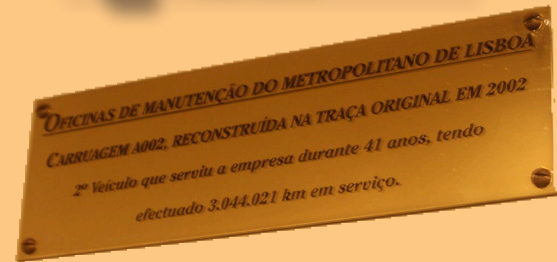 OFICINAS DE MANUTENÇÃO DO METROPOLITANO DE LISBOA
CARRUAGEM A002, RECONSTRUÍDA NA TRAÇA ORIGINAL EM 2002
2º Veículo que serviu a empresa durante 41 anos, tendo
efectuado 3.044.021 km em serviço.